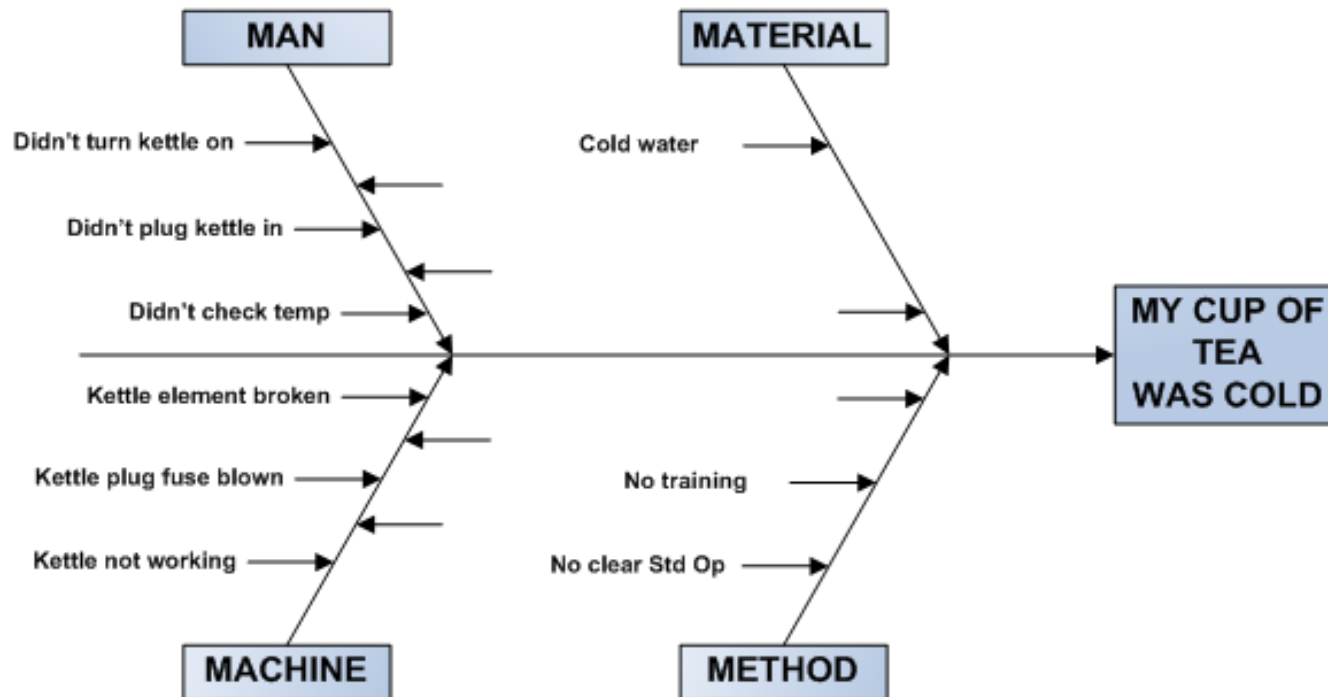 MAN
MATERIAL
Didn't turn kettle on
Cold water
Didn't plug kettle in
Didn't check temp
MY CUP OF
TEA
WAS COLD
Kettle element broken
Kettle plug fuse blown
No training
Kettle not working
No clear Std Op
MACHINE
METHOD